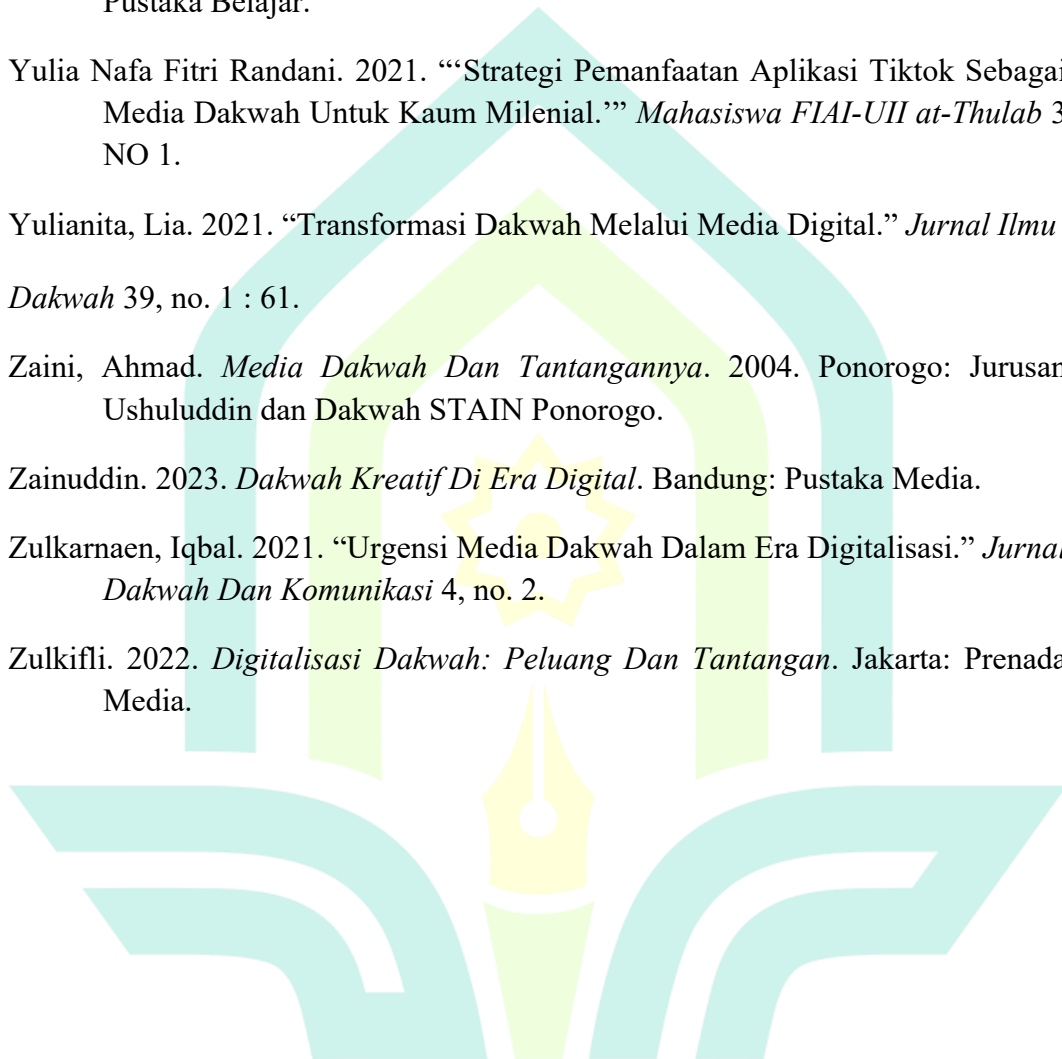 Pustaka Belajar.
Yulia Nafa Fitri Randani. 2021. “‘Strategi Pemanfaatan Aplikasi Tiktok Sebagai
Media Dakwah Untuk Kaum Milenial.’” Mahasiswa FIAI-UII at-Thulab 3
NO 1.
Yulianita, Lia. 2021. “Transformasi Dakwah Melalui Media Digital.” Jurnal Ilmu
Dakwah 39, no. 1 : 61.
Zaini, Ahmad. Media Dakwah Dan Tantangannya. 2004. Ponorogo: Jurusan
Ushuluddin dan Dakwah STAIN Ponorogo.
Zainuddin. 2023. Dakwah Kreatif Di Era Digital. Bandung: Pustaka Media.
Zulkarnaen, Iqbal. 2021. “Urgensi Media Dakwah Dalam Era Digitalisasi.” Jurnal
Dakwah Dan Komunikasi 4, no. 2.
Zulkifli. 2022. Digitalisasi Dakwah: Peluang Dan Tantangan. Jakarta: Prenada
Media.